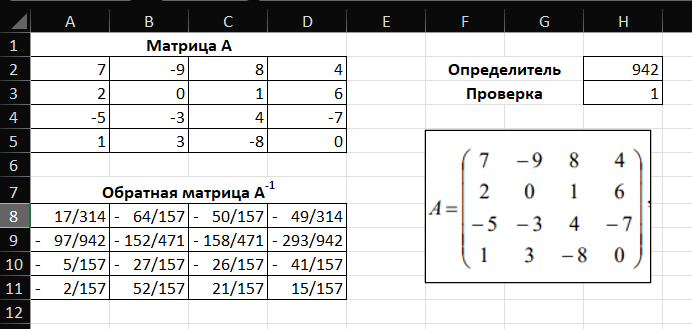 A B C D E F G H
1 Матрица А
2 7 -9 8 4 Определитель 942
3 2 0 1 6 Проверка 1
4 -5 -3 4 -7
5 1 3 -8 0
6
7 Обратная матрица А-1
8 17/314 - 64/157 - 50/157 - 49/314
9 - 97/942 - 152/471 - 158/471 - 293/942
10 - 5/157 - 27/157 - 26/157 - 41/157
11 - 2/157 52/157 21/157 15/157
12
7 −9 8 4
2 0 1 6
A =
−5 −3 4 −7
1 3 −8 0
,